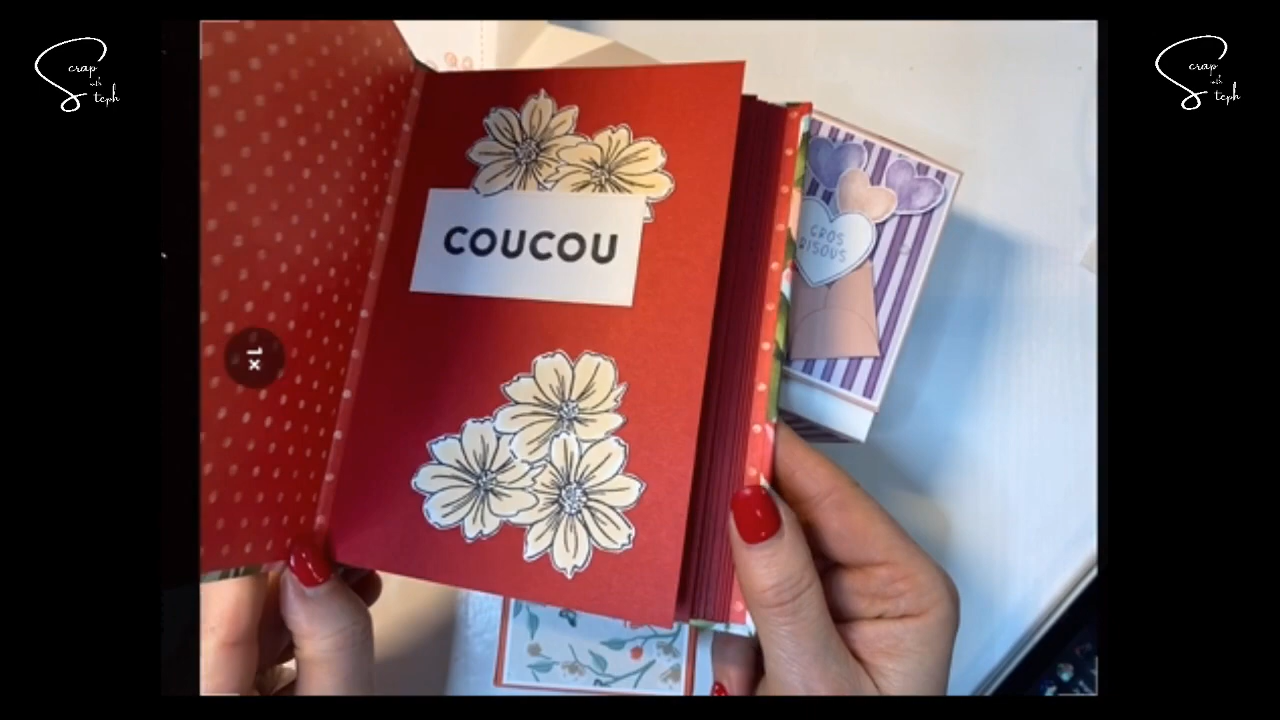 Scrap
with
Steph
Scrap
with
Steph
COUCOU
GROS
BISOUS
1x